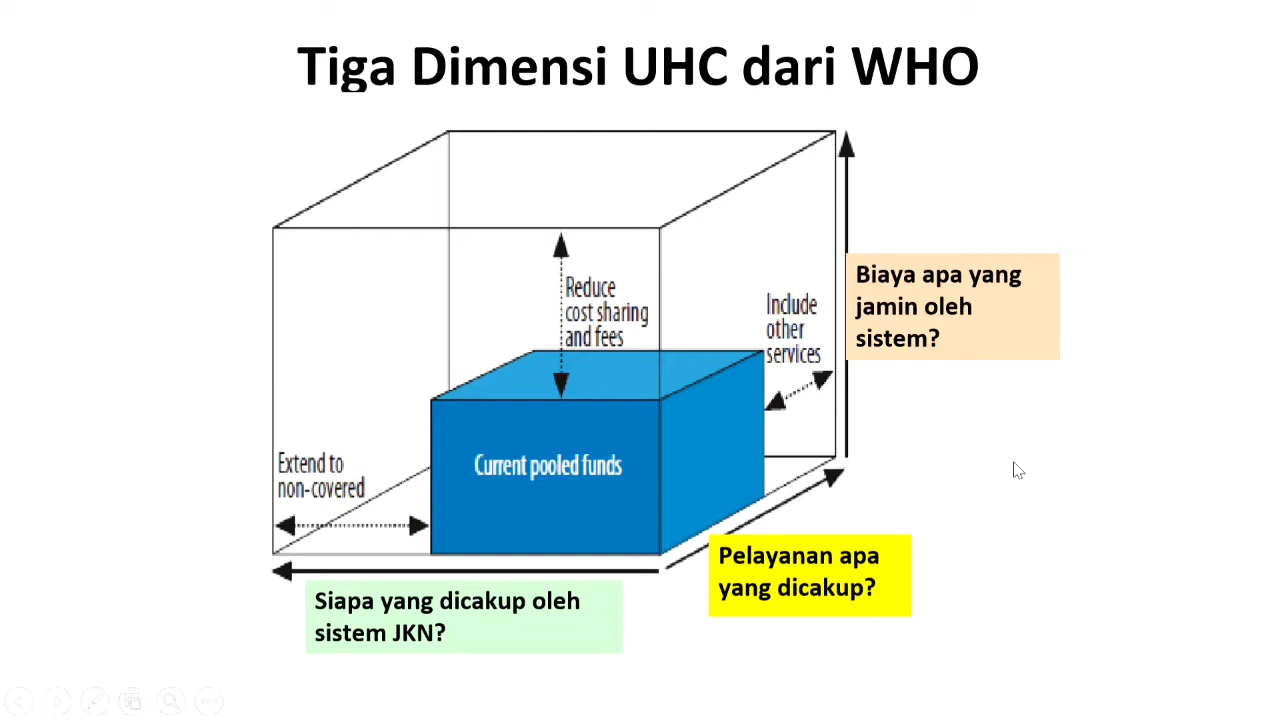 Tiga Dimensi UHC dari WHO
Reduce
cost sharing
and fees
Include
other
services
Biaya apa yang
jamin oleh
sistem?
Extend to
non-covered
Current pooled funds
Pelayanan apa
yang dicakup?
Siapa yang dicakup oleh
sistem JKN?